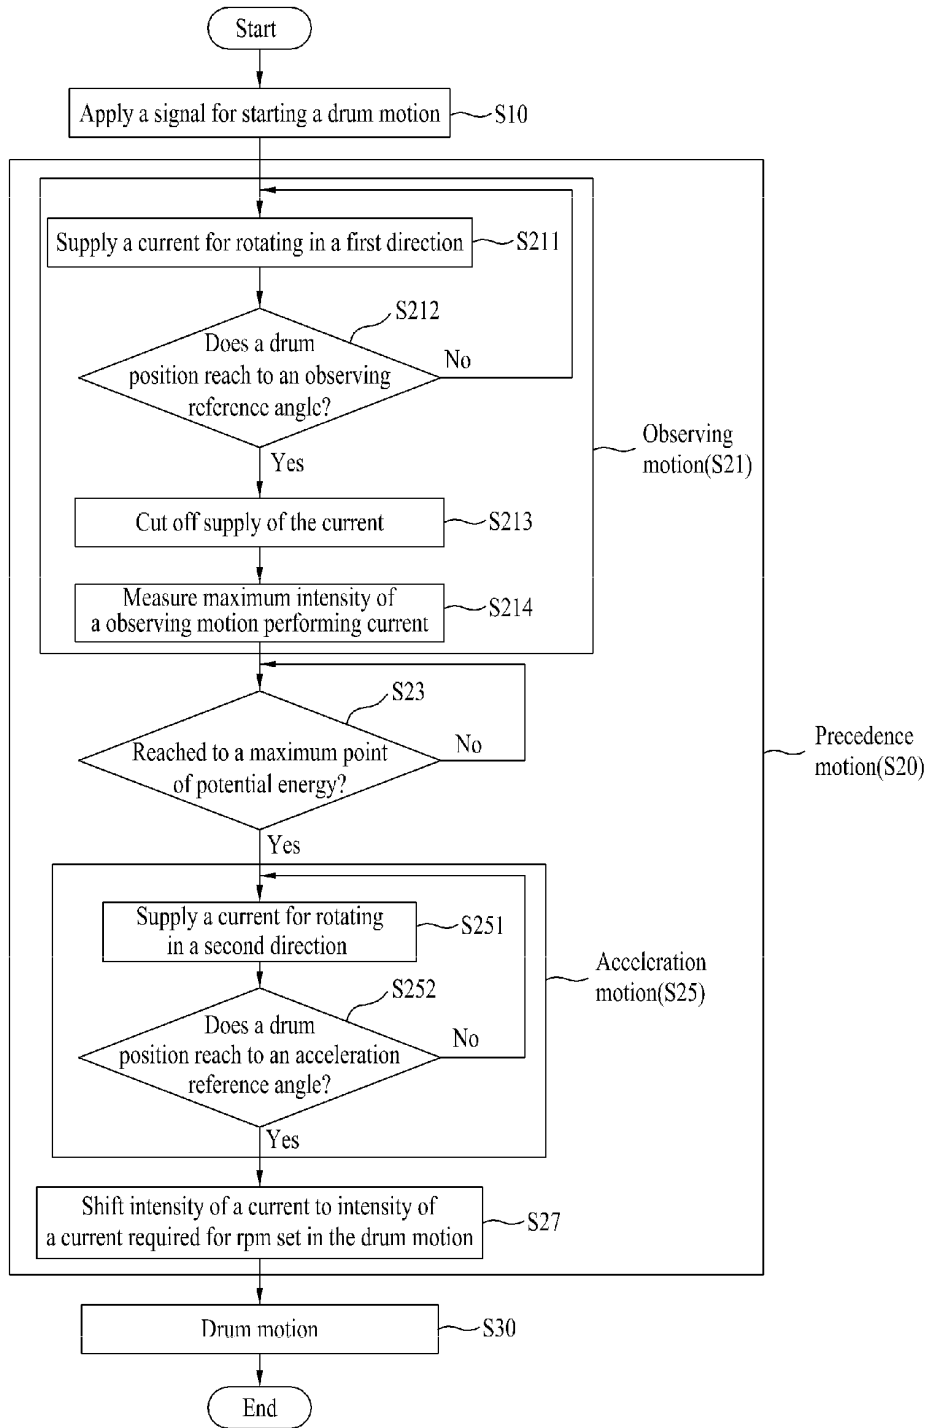 Start
Apply a signal for starting a drum motion
S10
Supply a current for rotating in a first direction
S211
S212
Does a drum
position reach to an observing
reference angle?
No
Yes
Observing
motion(S21)
Cut off supply of the current
S213
Measure maximum intensity of
a observing motion performing current
S214
S23
Reached to a maximum point
of potential energy?
No
Yes
Precedence
motion(S20)
Supply a current for rotating
in a second direction
S251
S252
Does a drum
position reach to an acceleration
reference angle?
No
Yes
Acceleration
motion(S25)
Shift intensity of a current to intensity of
a current required for rpm set in the drum motion
S27
Drum motion
S30
End